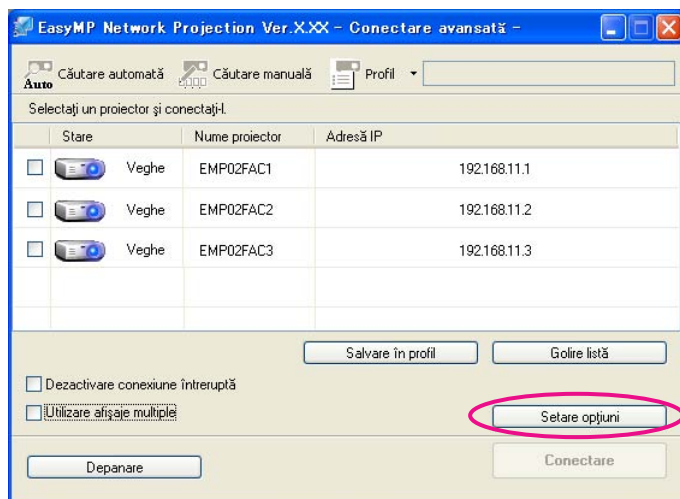 EasyMP Network Projection Ver.X.XX - Conectare avansată -
Auto Căutare automată Căutare manuală Profil
Selectați un proiector și conectați-l.
Stare Nume proiector Adresă IP
Veghe EMP02FAC1 192.168.11.1
Veghe EMP02FAC2 192.168.11.2
Veghe EMP02FAC3 192.168.11.3
Salvare în profil Golire listă
Dezactivare conexiune întreruptă
Utilizare afișaje multiple Setare opțiuni
Depanare Conectare